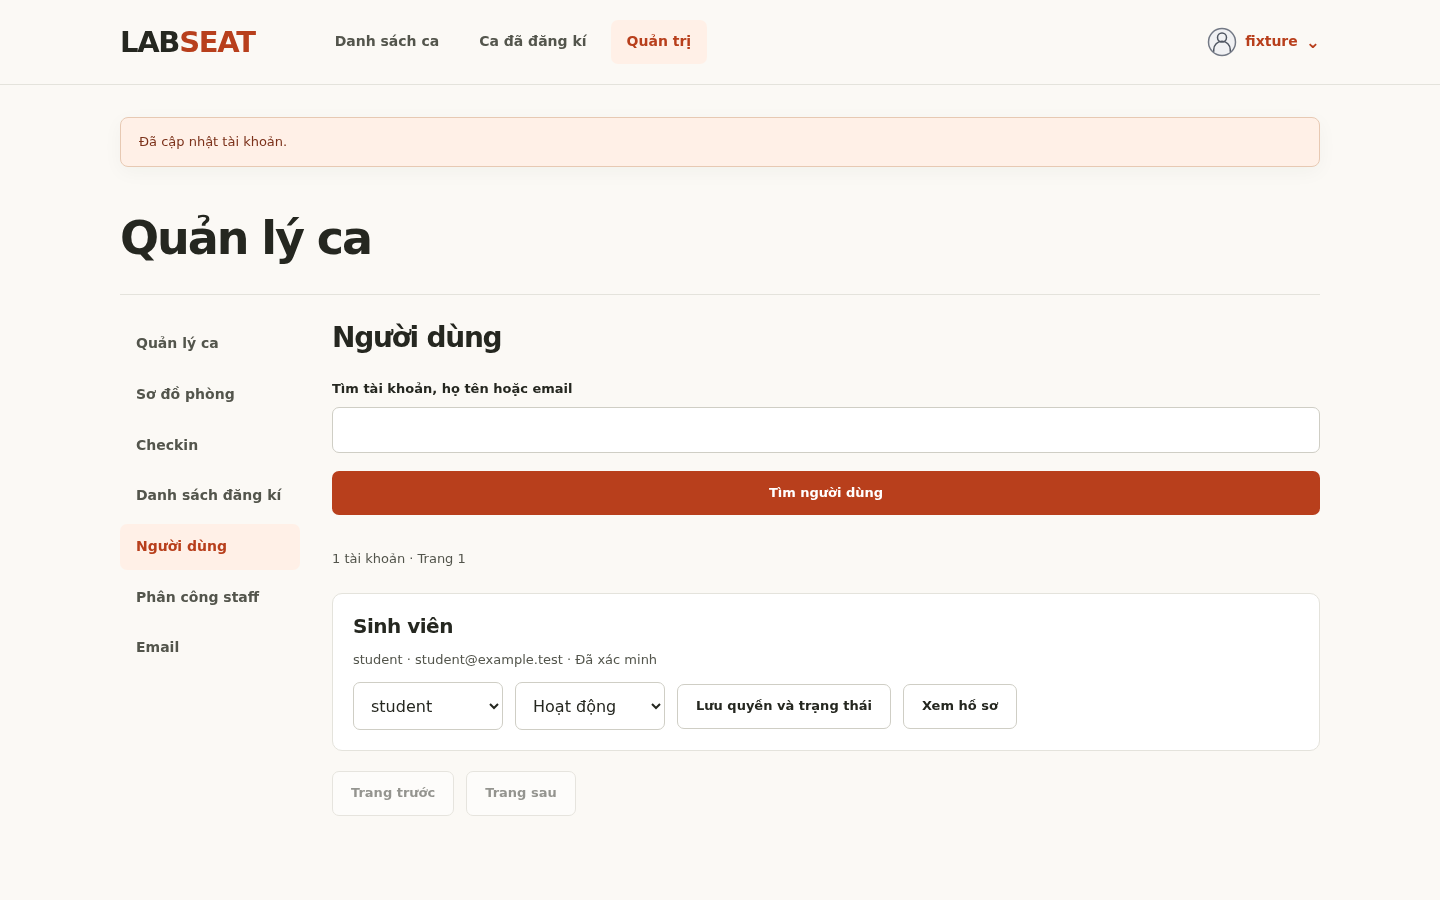 LABSEAT
Danh sách ca
Ca đã đăng kí
Quản trị
fixture
Đã cập nhật tài khoản.
Quản lý ca
Quản lý ca
Sơ đồ phòng
Checkin
Danh sách đăng kí
Người dùng
Phân công staff
Email
Người dùng
Tìm tài khoản, họ tên hoặc email
Tìm người dùng
1 tài khoản · Trang 1
Sinh viên
student · student@example.test · Đã xác minh
student
Hoạt động
Lưu quyền và trạng thái
Xem hồ sơ
Trang trước
Trang sau